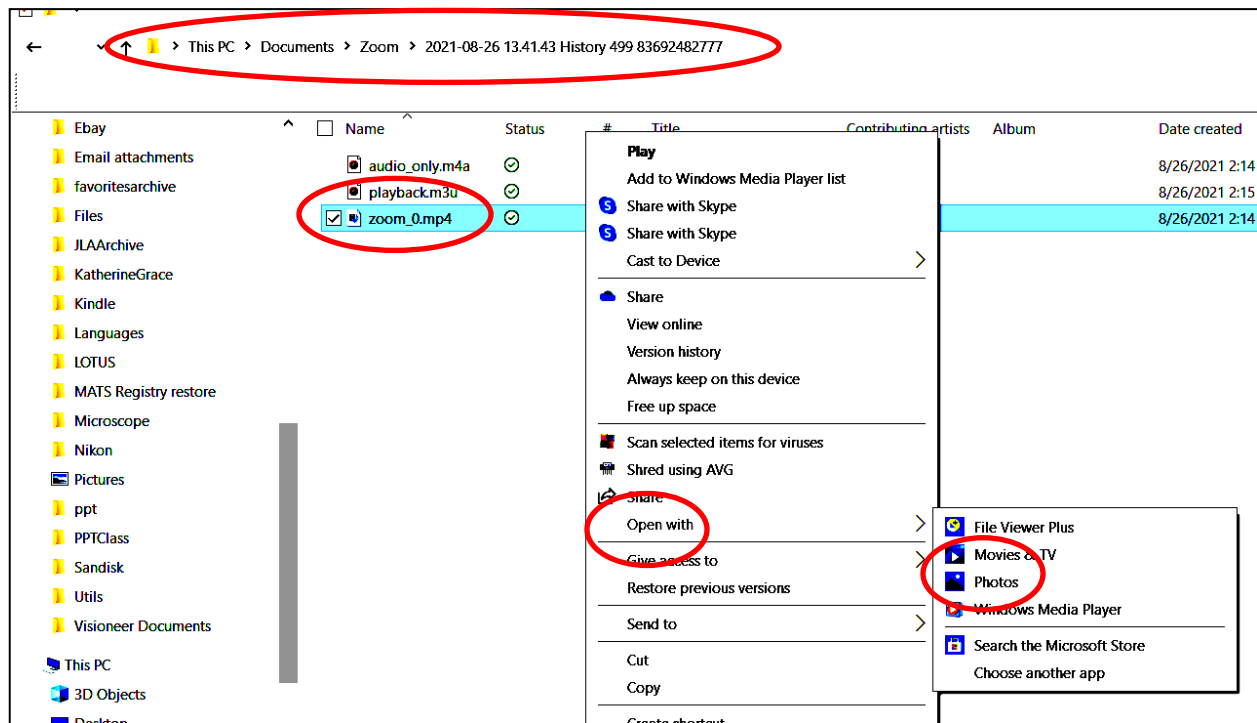 This PC > Documents > Zoom > 2021-08-26 13.41.43 History 499 83692482777
Name Status # Title Contributing artists Album Date created
audio_only.m4a 8/26/2021 2:14
playback.m3u 8/26/2021 2:15
zoom_0.mp4 8/26/2021 2:14
Ebay
Email attachments
favoritesarchive
Files
JLAArchive
KatherineGrace
Kindle
Languages
LOTUS
MATS Registry restore
Microscope
Nikon
Pictures
ppt
PPTClass
Sandisk
Utils
Visioneer Documents
This PC
3D Objects
Desktop
Play
Add to Windows Media Player list
Share with Skype
Share with Skype
Cast to Device
Share
View online
Version history
Always keep on this device
Free up space
Scan selected items for viruses
Shred using AVG
Share
Open with
Give access to
Restore previous versions
Send to
Cut
Copy
Create shortcut
File Viewer Plus
Movies & TV
Photos
Windows Media Player
Search the Microsoft Store
Choose another app